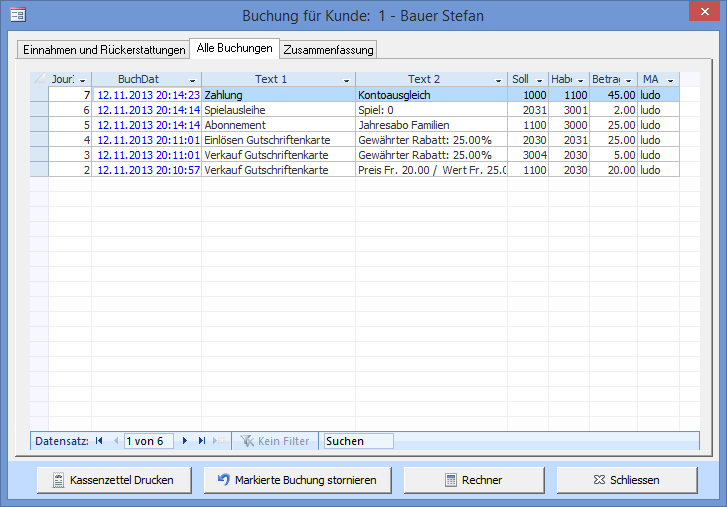 Buchung für Kunde: 1 - Bauer Stefan
Einnahmen und Rückerstattungen Alle Buchungen Zusammenfassung
Jour BuchDat Text 1 Text 2 Soll Habe Betrag MA
7 12.11.2013 20:14:23 Zahlung Kontoausgleich 1000 1100 45.00 ludo
6 12.11.2013 20:14:14 Spielausleihe Spiel: 0 2031 3001 2.00 ludo
5 12.11.2013 20:14:14 Abonnement Jahresabo Familien 1100 3000 25.00 ludo
4 12.11.2013 20:11:01 Einlösen Gutschriftenkarte Gewährter Rabatt: 25.00% 2030 2031 25.00 ludo
3 12.11.2013 20:11:01 Verkauf Gutschriftenkarte Gewährter Rabatt: 25.00% 3004 2030 5.00 ludo
2 12.11.2013 20:10:57 Verkauf Gutschriftenkarte Preis Fr. 20.00 / Wert Fr. 25.0 1100 2030 20.00 ludo
Datensatz: 1 von 6 Kein Filter Suchen
Kassenzettel Drucken Markierte Buchung stornieren Rechner Schliessen